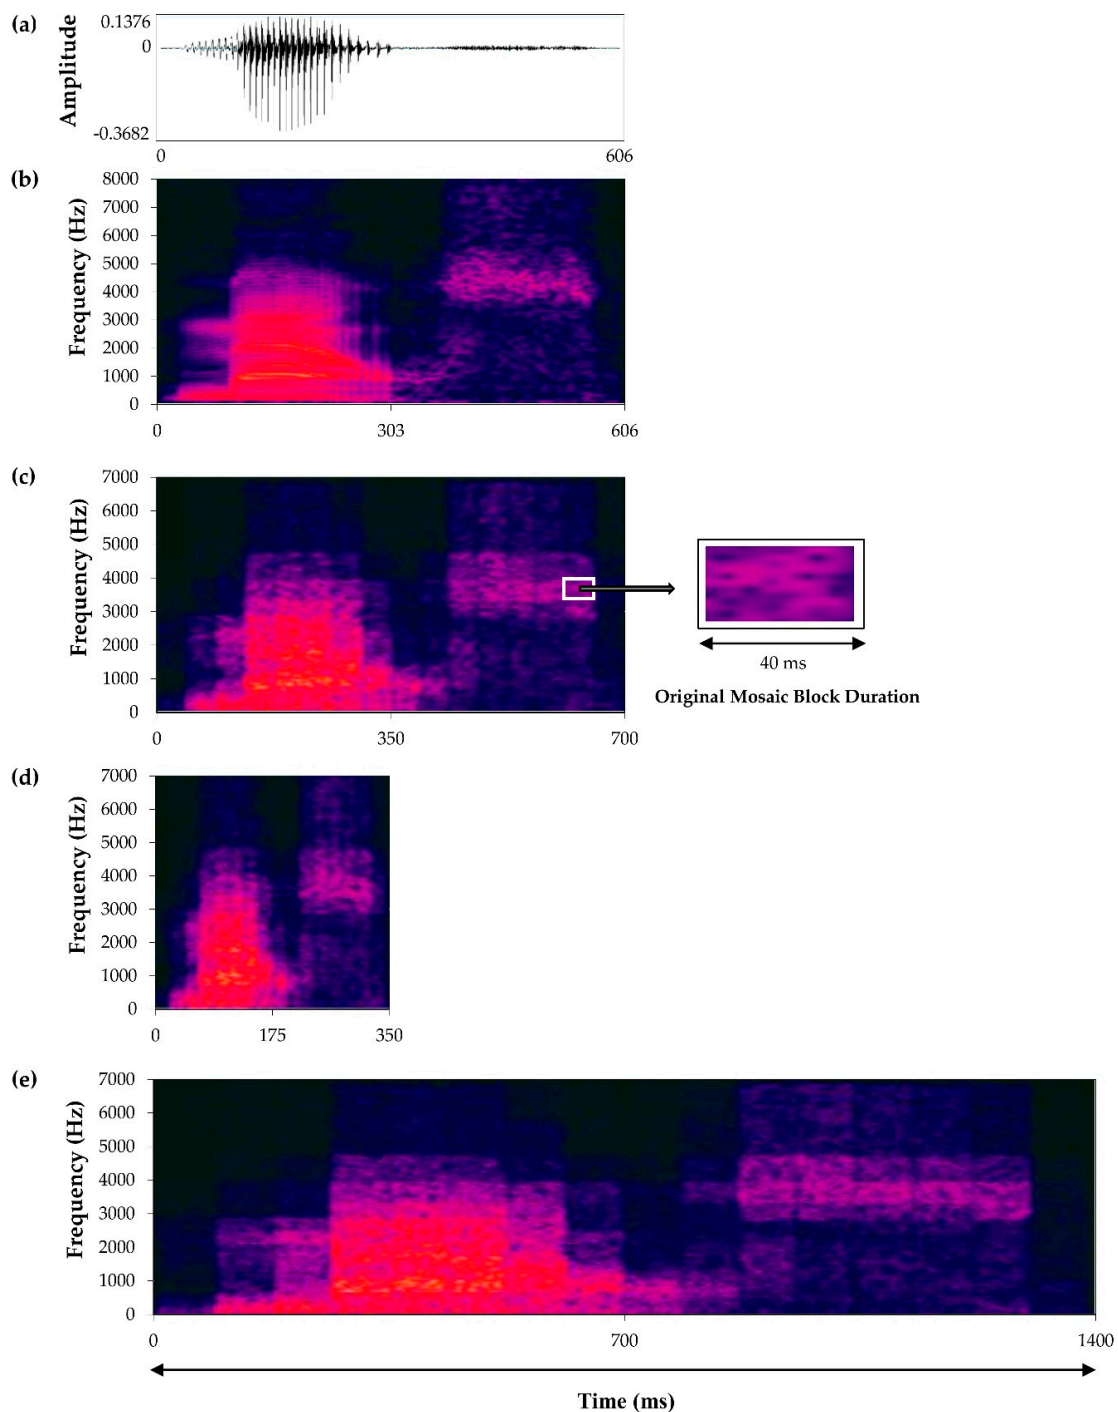 (a)
Amplitude
0.1376
0
-0.3682
0 606
(b)
Frequency (Hz)
8000
7000
6000
5000
4000
3000
2000
1000
0
0 303 606
(c)
Frequency (Hz)
7000
6000
5000
4000
3000
2000
1000
0
0 350 700
40 ms
Original Mosaic Block Duration
(d)
Frequency (Hz)
7000
6000
5000
4000
3000
2000
1000
0
0 175 350
(e)
Frequency (Hz)
7000
6000
5000
4000
3000
2000
1000
0
0 700 1400
Time (ms)